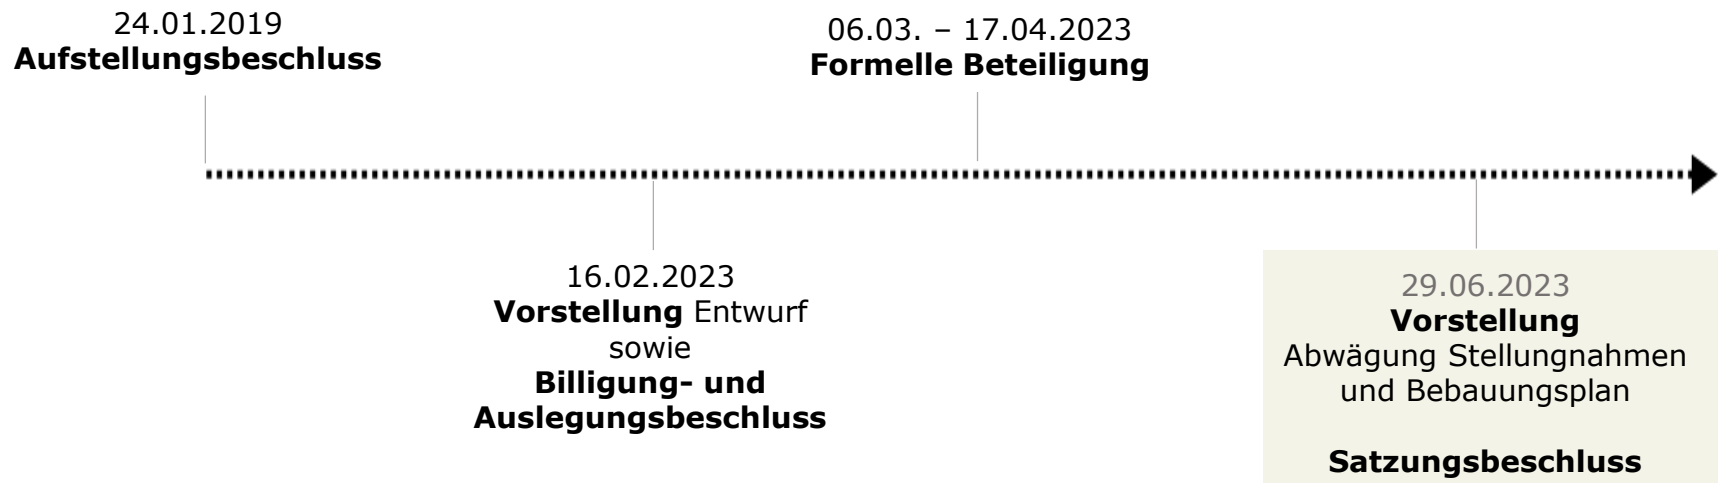 24.01.2019
Aufstellungsbeschluss
06.03. – 17.04.2023
Formelle Beteiligung
16.02.2023
Vorstellung Entwurf
sowie
Billigung- und
Auslegungsbeschluss
29.06.2023
Vorstellung
Abwägung Stellungnahmen
und Bebauungsplan
Satzungsbeschluss